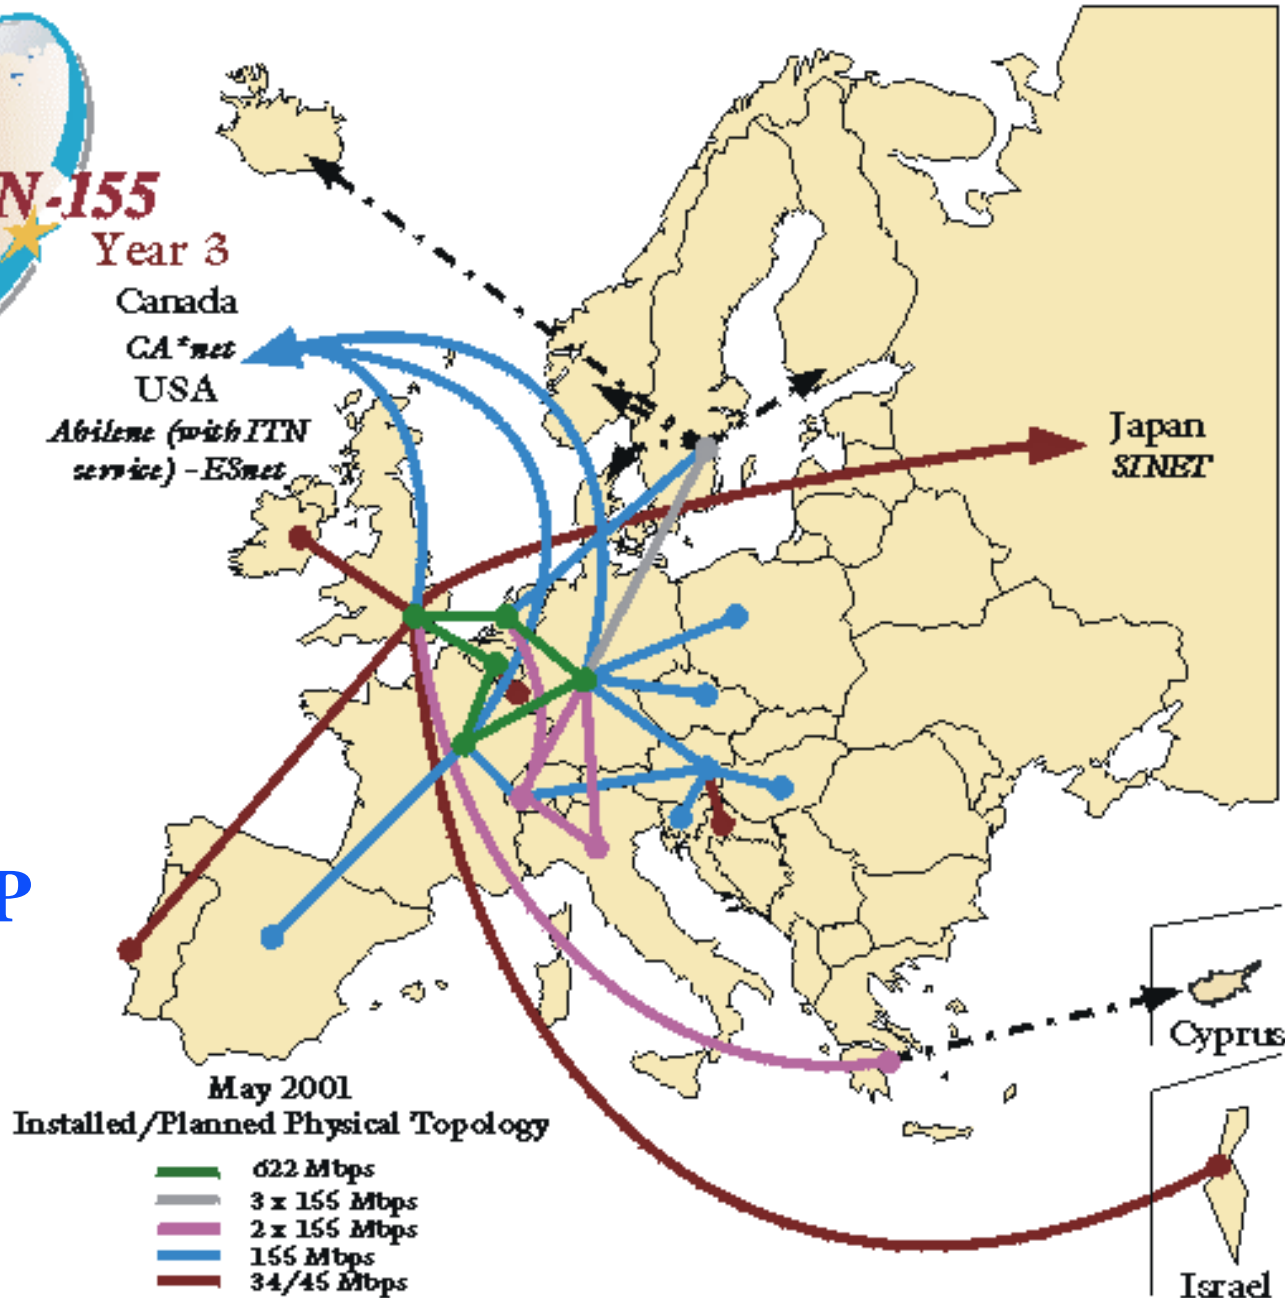 N-155
Year 3
Canada
CA*net
USA
Abilene (with ITN
service) - ESnet
Japan
SINET
P
Cyprus
May 2001
Installed/Planned Physical Topology
622 Mbps
3 x 155 Mbps
2 x 155 Mbps
155 Mbps
34/45 Mbps
Israel